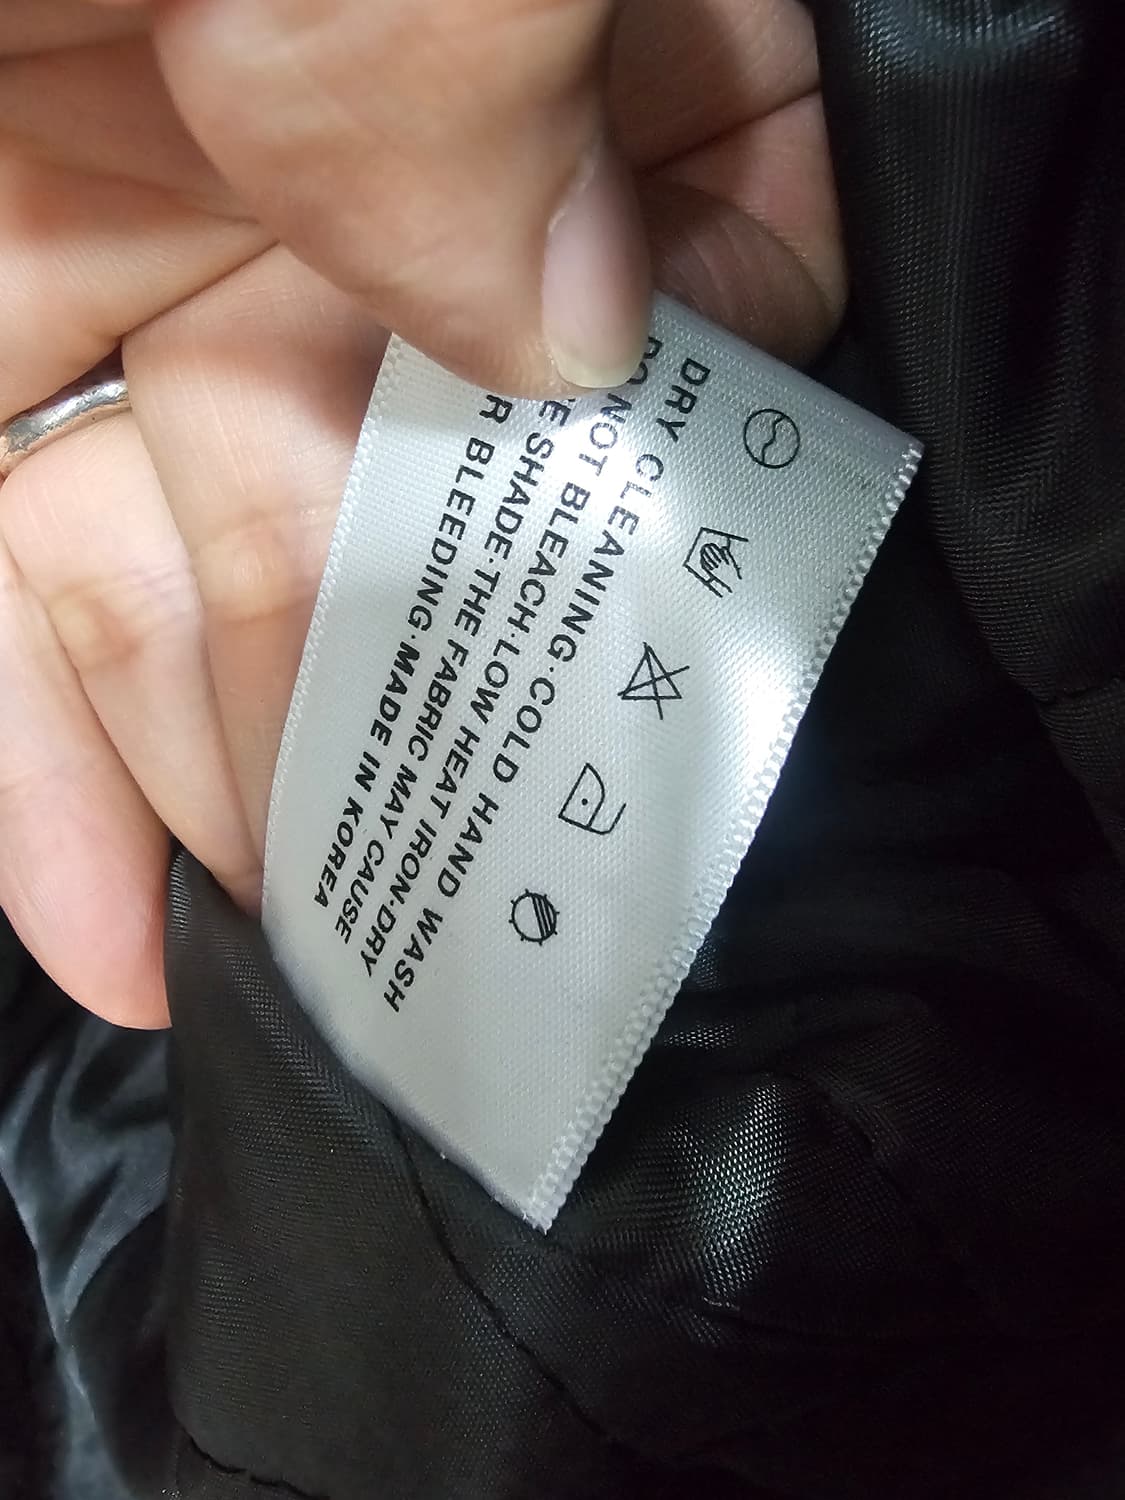 DRY CLEANING·COLD HAND WASH
DO NOT BLEACH·LOW HEAT IRON·DRY
SHADE·THE FABRIC MAY CAUSE
BLEEDING·MADE IN KOREA